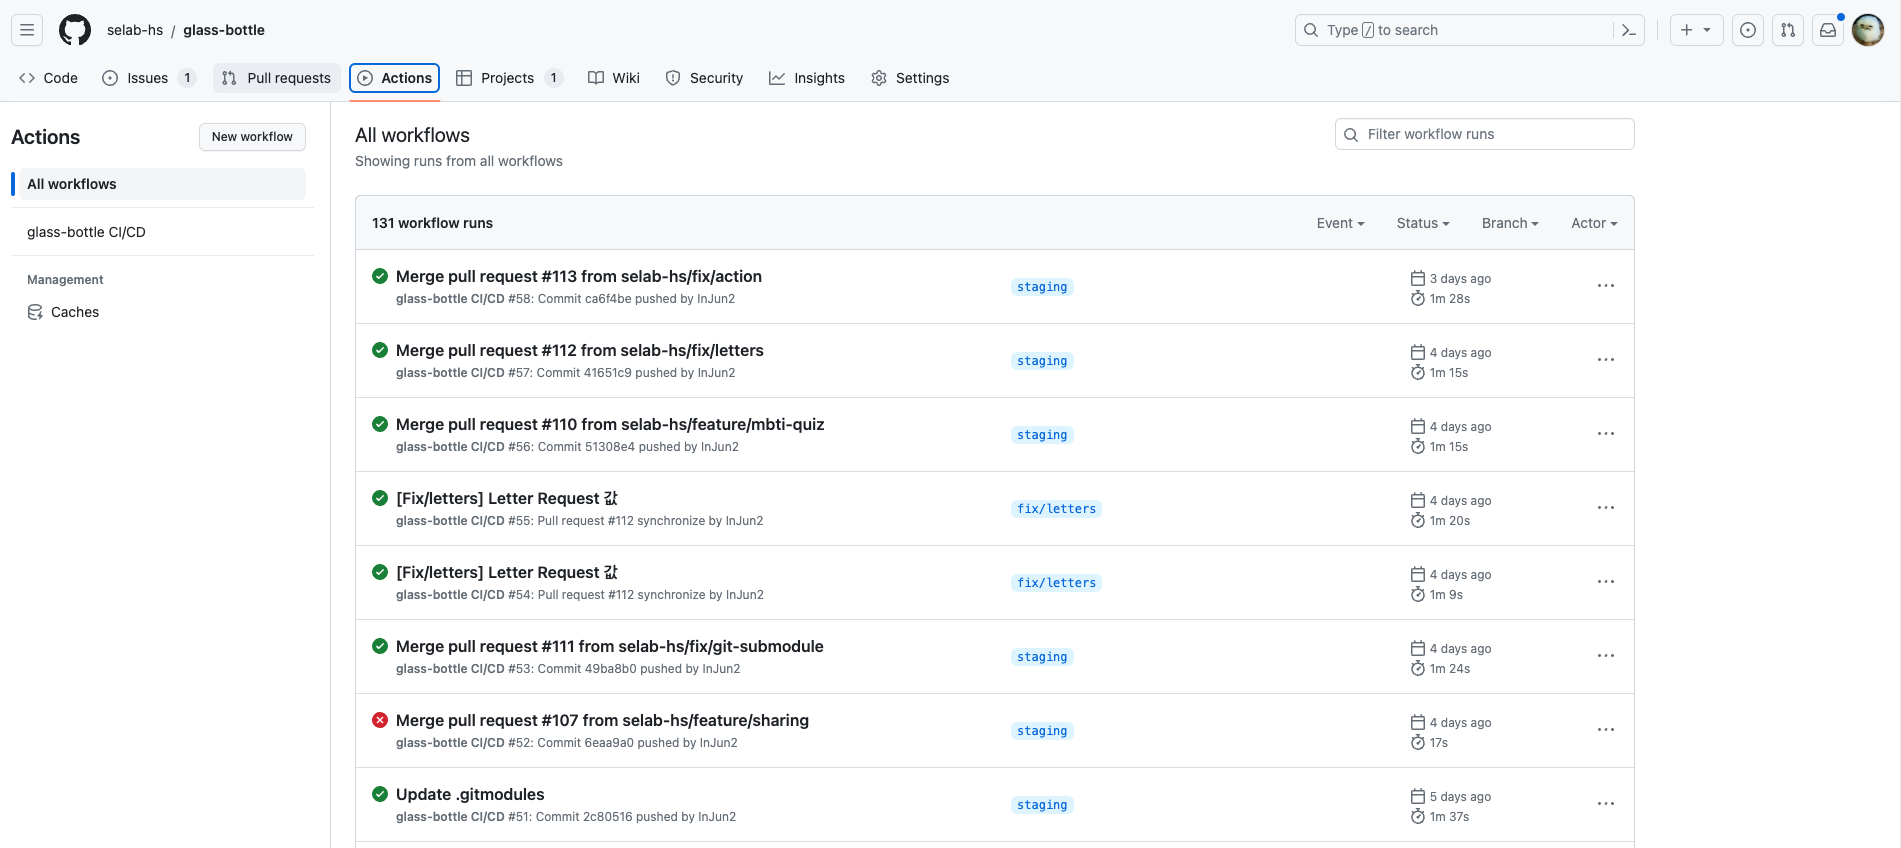 selab-hs / glass-bottle
Type / to search
Code
Issues 1
Pull requests
Actions
Projects 1
Wiki
Security
Insights
Settings
Actions
New workflow
All workflows
glass-bottle CI/CD
Management
Caches
All workflows
Showing runs from all workflows
Filter workflow runs
131 workflow runs
Event
Status
Branch
Actor
Merge pull request #113 from selab-hs/fix/action
glass-bottle CI/CD #58: Commit ca6f4be pushed by InJun2
staging
3 days ago
1m 28s
Merge pull request #112 from selab-hs/fix/letters
glass-bottle CI/CD #57: Commit 41651c9 pushed by InJun2
staging
4 days ago
1m 15s
Merge pull request #110 from selab-hs/feature/mbti-quiz
glass-bottle CI/CD #56: Commit 51308e4 pushed by InJun2
staging
4 days ago
1m 15s
[Fix/letters] Letter Request 값
glass-bottle CI/CD #55: Pull request #112 synchronize by InJun2
fix/letters
4 days ago
1m 20s
[Fix/letters] Letter Request 값
glass-bottle CI/CD #54: Pull request #112 synchronize by InJun2
fix/letters
4 days ago
1m 9s
Merge pull request #111 from selab-hs/fix/git-submodule
glass-bottle CI/CD #53: Commit 49ba8b0 pushed by InJun2
staging
4 days ago
1m 24s
Merge pull request #107 from selab-hs/feature/sharing
glass-bottle CI/CD #52: Commit 6eaa9a0 pushed by InJun2
staging
4 days ago
17s
Update .gitmodules
glass-bottle CI/CD #51: Commit 2c80516 pushed by InJun2
staging
5 days ago
1m 37s